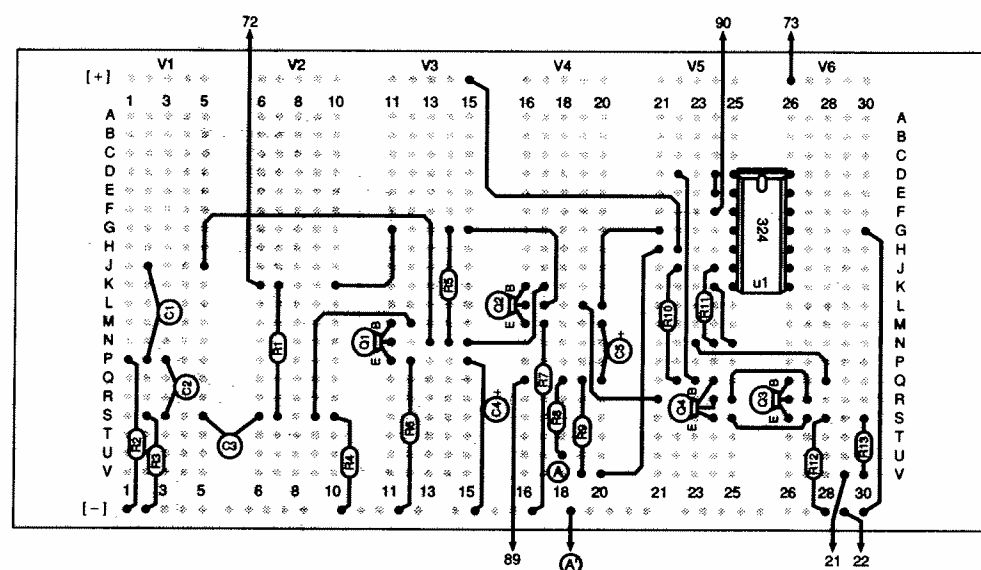 72 90 73
V1 V2 V3 V4 V5 V6
[+]
1 3 5 6 8 10 11 13 15 16 18 20 21 23 25 26 28 30
A A
B B
C C
D D
E E
F F
G G
H H
J J
K K
L L
M M
N N
P P
Q Q
R R
S S
T T
U U
V V
324
u1
C1
C2
C3
R1
R2
R3
R4
Q1
B
E
R6
R5
C4+
Q2
B
E
R7
R8
R9
A
C5+
R10
R11
Q4
B
E
Q3
B
E
R12
R13
1 3 5 6 8 10 11 13 15 16 18 20 21 23 25 26 28 30
[-]
89 A' 21 22